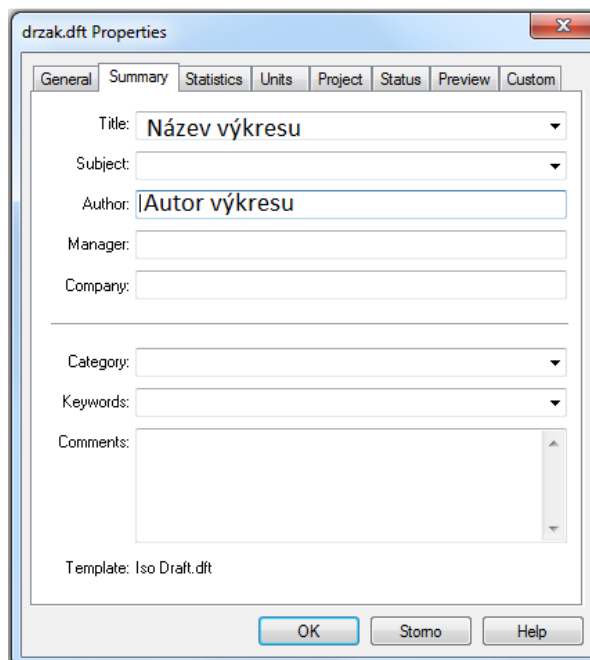 drzak.dft Properties
General Summary Statistics Units Project Status Preview Custom
Title: Název výkresu
Subject:
Author: Autor výkresu
Manager:
Company:
Category:
Keywords:
Comments:
Template: Iso Draft.dft
OK Storno Help